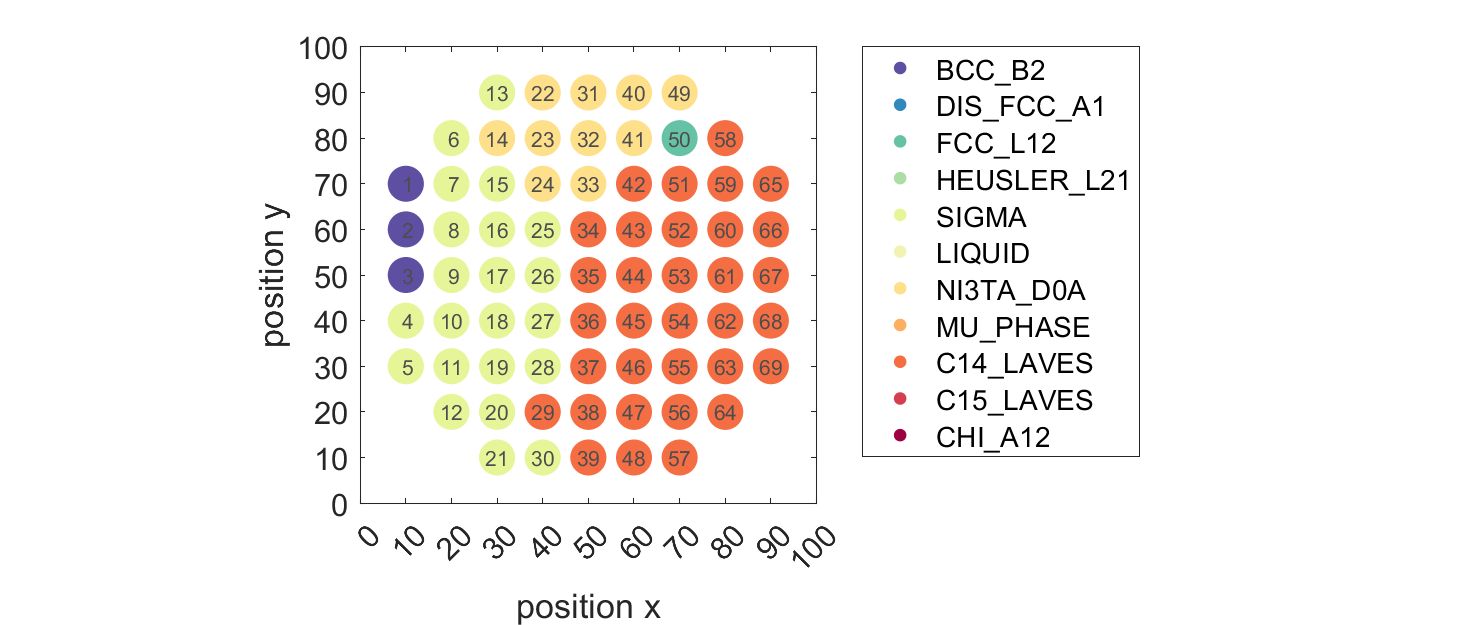 100
90
80
70
60
50
40
30
20
10
0
position y
13 22 31 40 49
6 14 23 32 41 50 58
1 7 15 24 33 42 51 59 65
2 8 16 25 34 43 52 60 66
3 9 17 26 35 44 53 61 67
4 10 18 27 36 45 54 62 68
5 11 19 28 37 46 55 63 69
12 20 29 38 47 56 64
21 30 39 48 57
0 10 20 30 40 50 60 70 80 90 100
position x
BCC_B2
DIS_FCC_A1
FCC_L12
HEUSLER_L21
SIGMA
LIQUID
NI3TA_D0A
MU_PHASE
C14_LAVES
C15_LAVES
CHI_A12